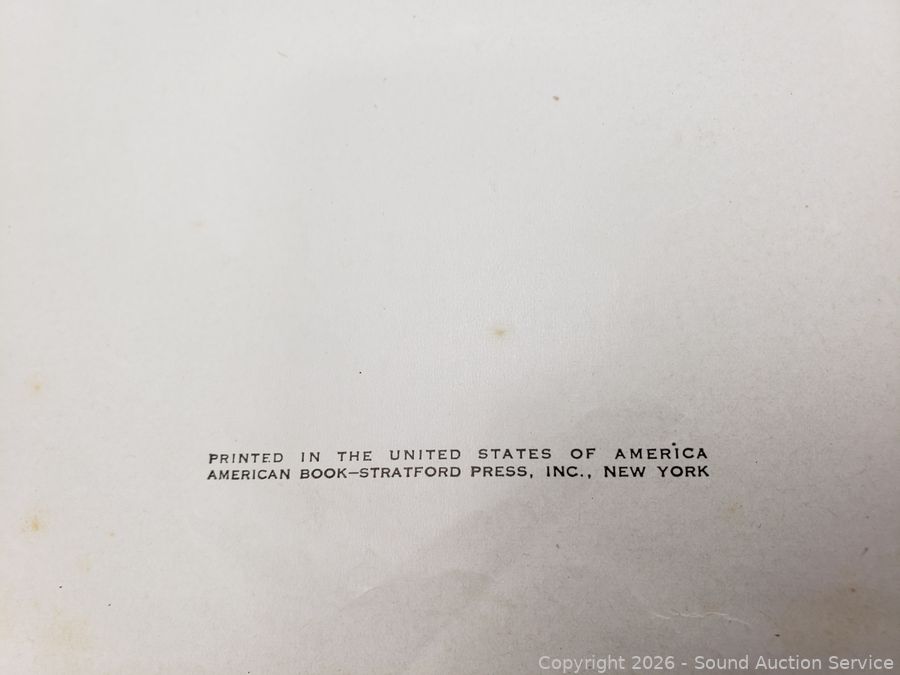 PRINTED IN THE UNITED STATES OF AMERICA
AMERICAN BOOK—STRATFORD PRESS, INC., NEW YORK
Copyright 2026 - Sound Auction Service